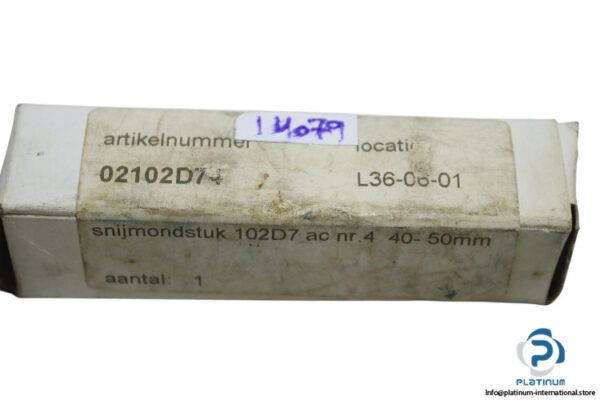 14079
artikelnummer
locatie
02102D74
L36-06-01
snijmondstuk 102D7 ac nr.4 40- 50mm
aantal: 1
PLATINUM
Info@platinum-international.store